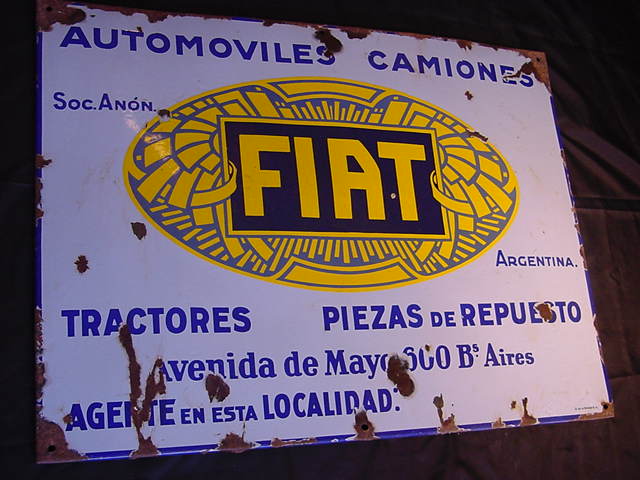 AUTOMOVILES CAMIONES
Soc. Anón.
FIAT
ARGENTINA.
TRACTORES PIEZAS DE REPUESTO
Avenida de Mayo 600 Bs Aires
AGENTE EN ESTA LOCALIDAD: